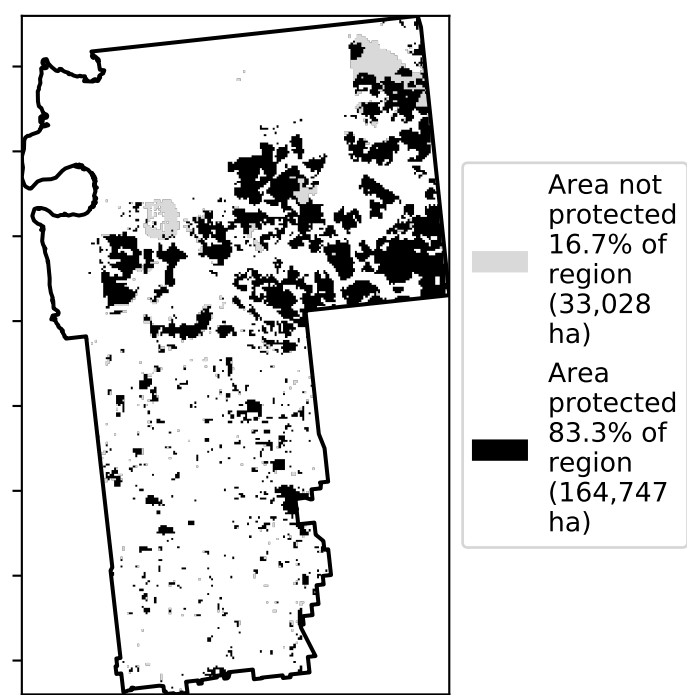 Area not
protected
16.7% of
region
(33,028
ha)
Area
protected
83.3% of
region
(164,747
ha)